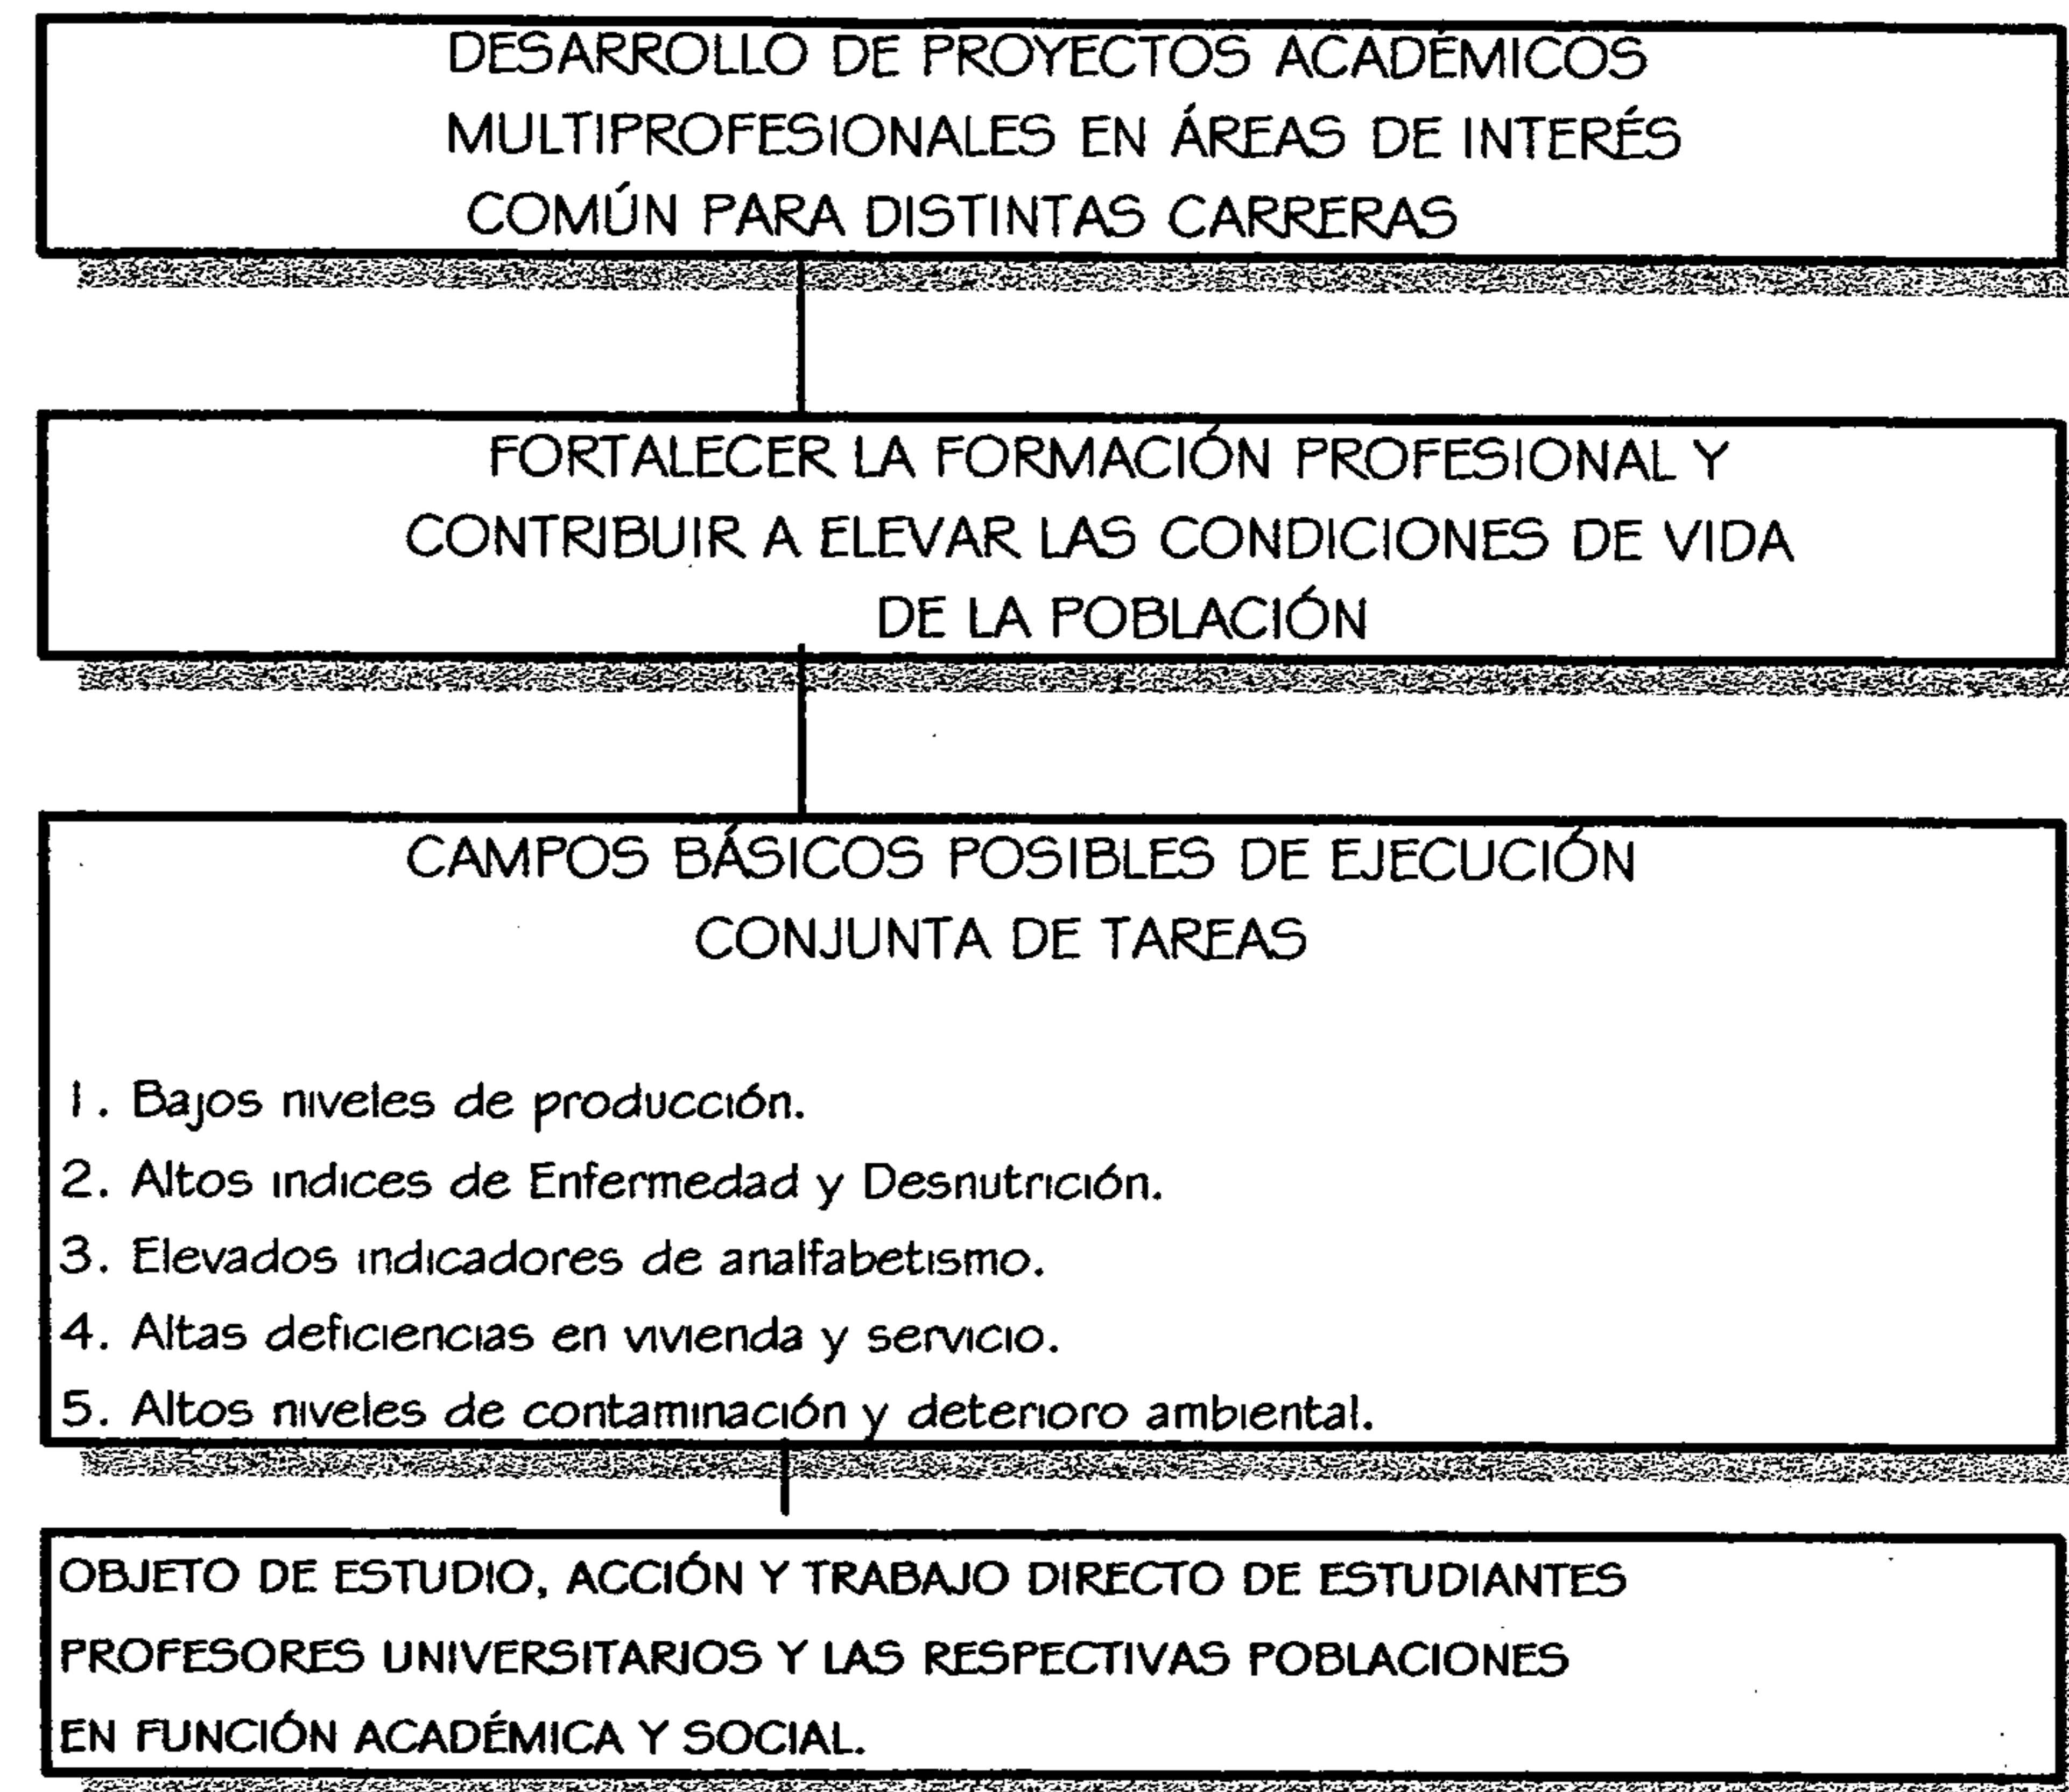 DESARROLLO DE PROYECTOS ACADÉMICOS
MULTIPROFESIONALES EN ÁREAS DE INTERÉS
COMÚN PARA DISTINTAS CARRERAS
FORTALECER LA FORMACIÓN PROFESIONAL Y
CONTRIBUIR A ELEVAR LAS CONDICIONES DE VIDA
DE LA POBLACIÓN
CAMPOS BÁSICOS POSIBLES DE EJECUCIÓN
CONJUNTA DE TAREAS
1. Bajos niveles de producción.
2. Altos indices de Enfermedad y Desnutrición.
3. Elevados indicadores de analfabetismo.
4. Altas deficiencias en vivienda y servicio.
5. Altos niveles de contaminación y deterioro ambiental.
OBJETO DE ESTUDIO, ACCIÓN Y TRABAJO DIRECTO DE ESTUDIANTES
PROFESORES UNIVERSITARIOS Y LAS RESPECTIVAS POBLACIONES
EN FUNCIÓN ACADÉMICA Y SOCIAL.